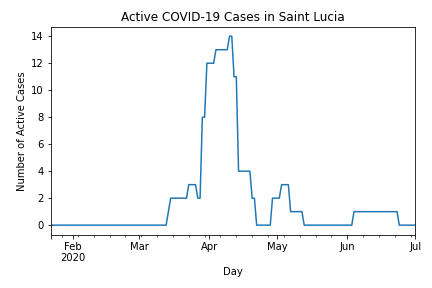 Active COVID-19 Cases in Saint Lucia
Number of Active Cases
14
12
10
8
6
4
2
0
Feb
2020
Mar
Apr
May
Jun
Jul
Day